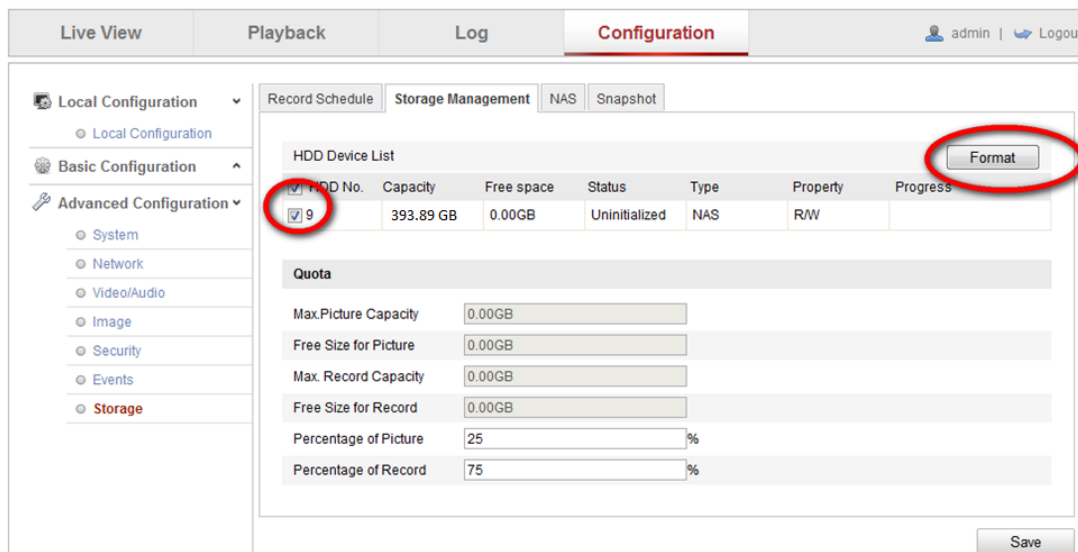 Live View Playback Log Configuration admin | Logou
Local Configuration Record Schedule Storage Management NAS Snapshot
Local Configuration
Basic Configuration HDD Device List Format
HDD No. Capacity Free space Status Type Property Progress
Advanced Configuration
9 393.89 GB 0.00GB Uninitialized NAS R/W
System
Network
Quota
Video/Audio
Image Max.Picture Capacity 0.00GB
Security Free Size for Picture 0.00GB
Events Max. Record Capacity 0.00GB
Storage Free Size for Record 0.00GB
Percentage of Picture 25 %
Percentage of Record 75 %
Save